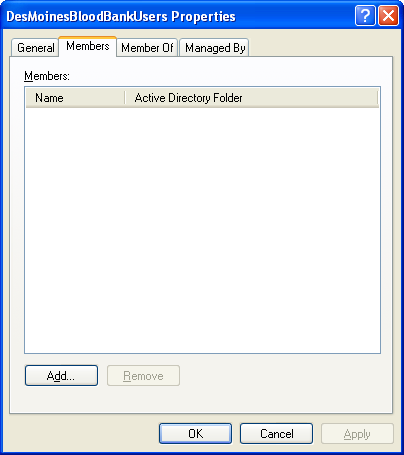 DesMoinesBloodBankUsers Properties
General Members Member Of Managed By
Members:
Name Active Directory Folder
Add... Remove
OK Cancel Apply